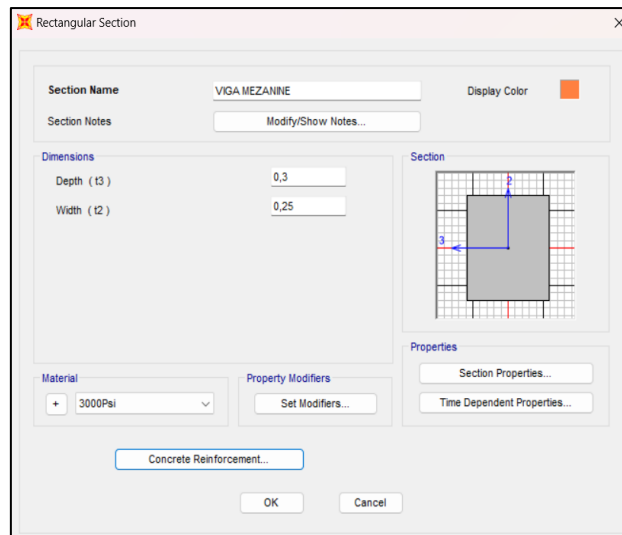 Rectangular Section
Section Name VIGA MEZANINE Display Color
Section Notes Modify/Show Notes...
Dimensions
Depth ( t3 ) 0,3
Width ( t2 ) 0,25
Section
2
3
Properties
Section Properties...
Time Dependent Properties...
Material
+ 3000Psi
Property Modifiers
Set Modifiers...
Concrete Reinforcement...
OK Cancel